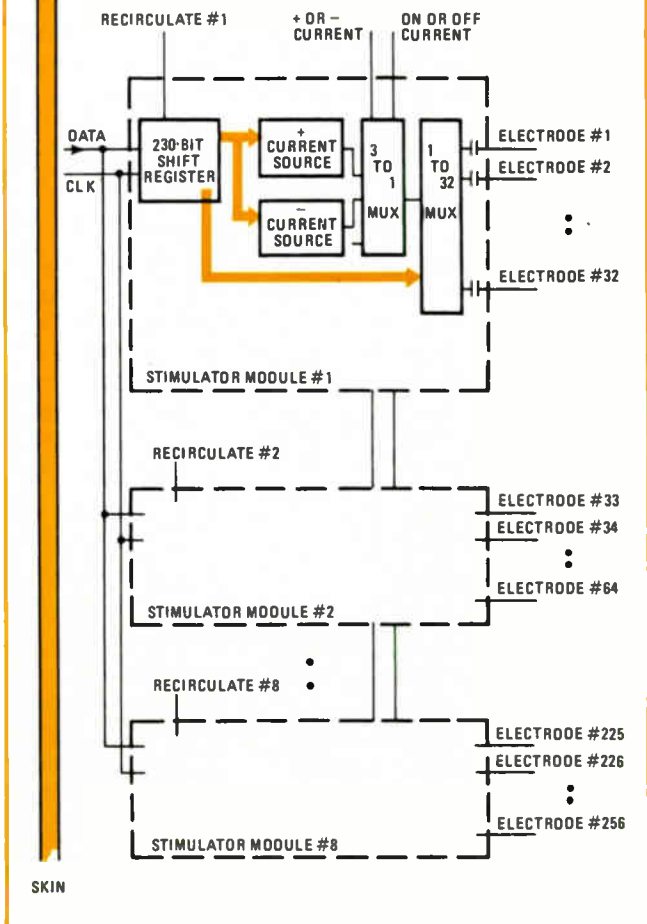 RECIRCULATE #1
+ OR –
CURRENT
ON OR OFF
CURRENT
DATA
CLK
230-BIT
SHIFT
REGISTER
+
CURRENT
SOURCE
–
CURRENT
SOURCE
3
TO
1
MUX
1
TO
32
MUX
ELECTRODE #1
ELECTRODE #2
ELECTRODE #32
STIMULATOR MODULE #1
RECIRCULATE #2
ELECTRODE #33
ELECTRODE #34
ELECTRODE #64
STIMULATOR MODULE #2
RECIRCULATE #8
ELECTRODE #225
ELECTRODE #226
ELECTRODE #256
STIMULATOR MODULE #8
SKIN